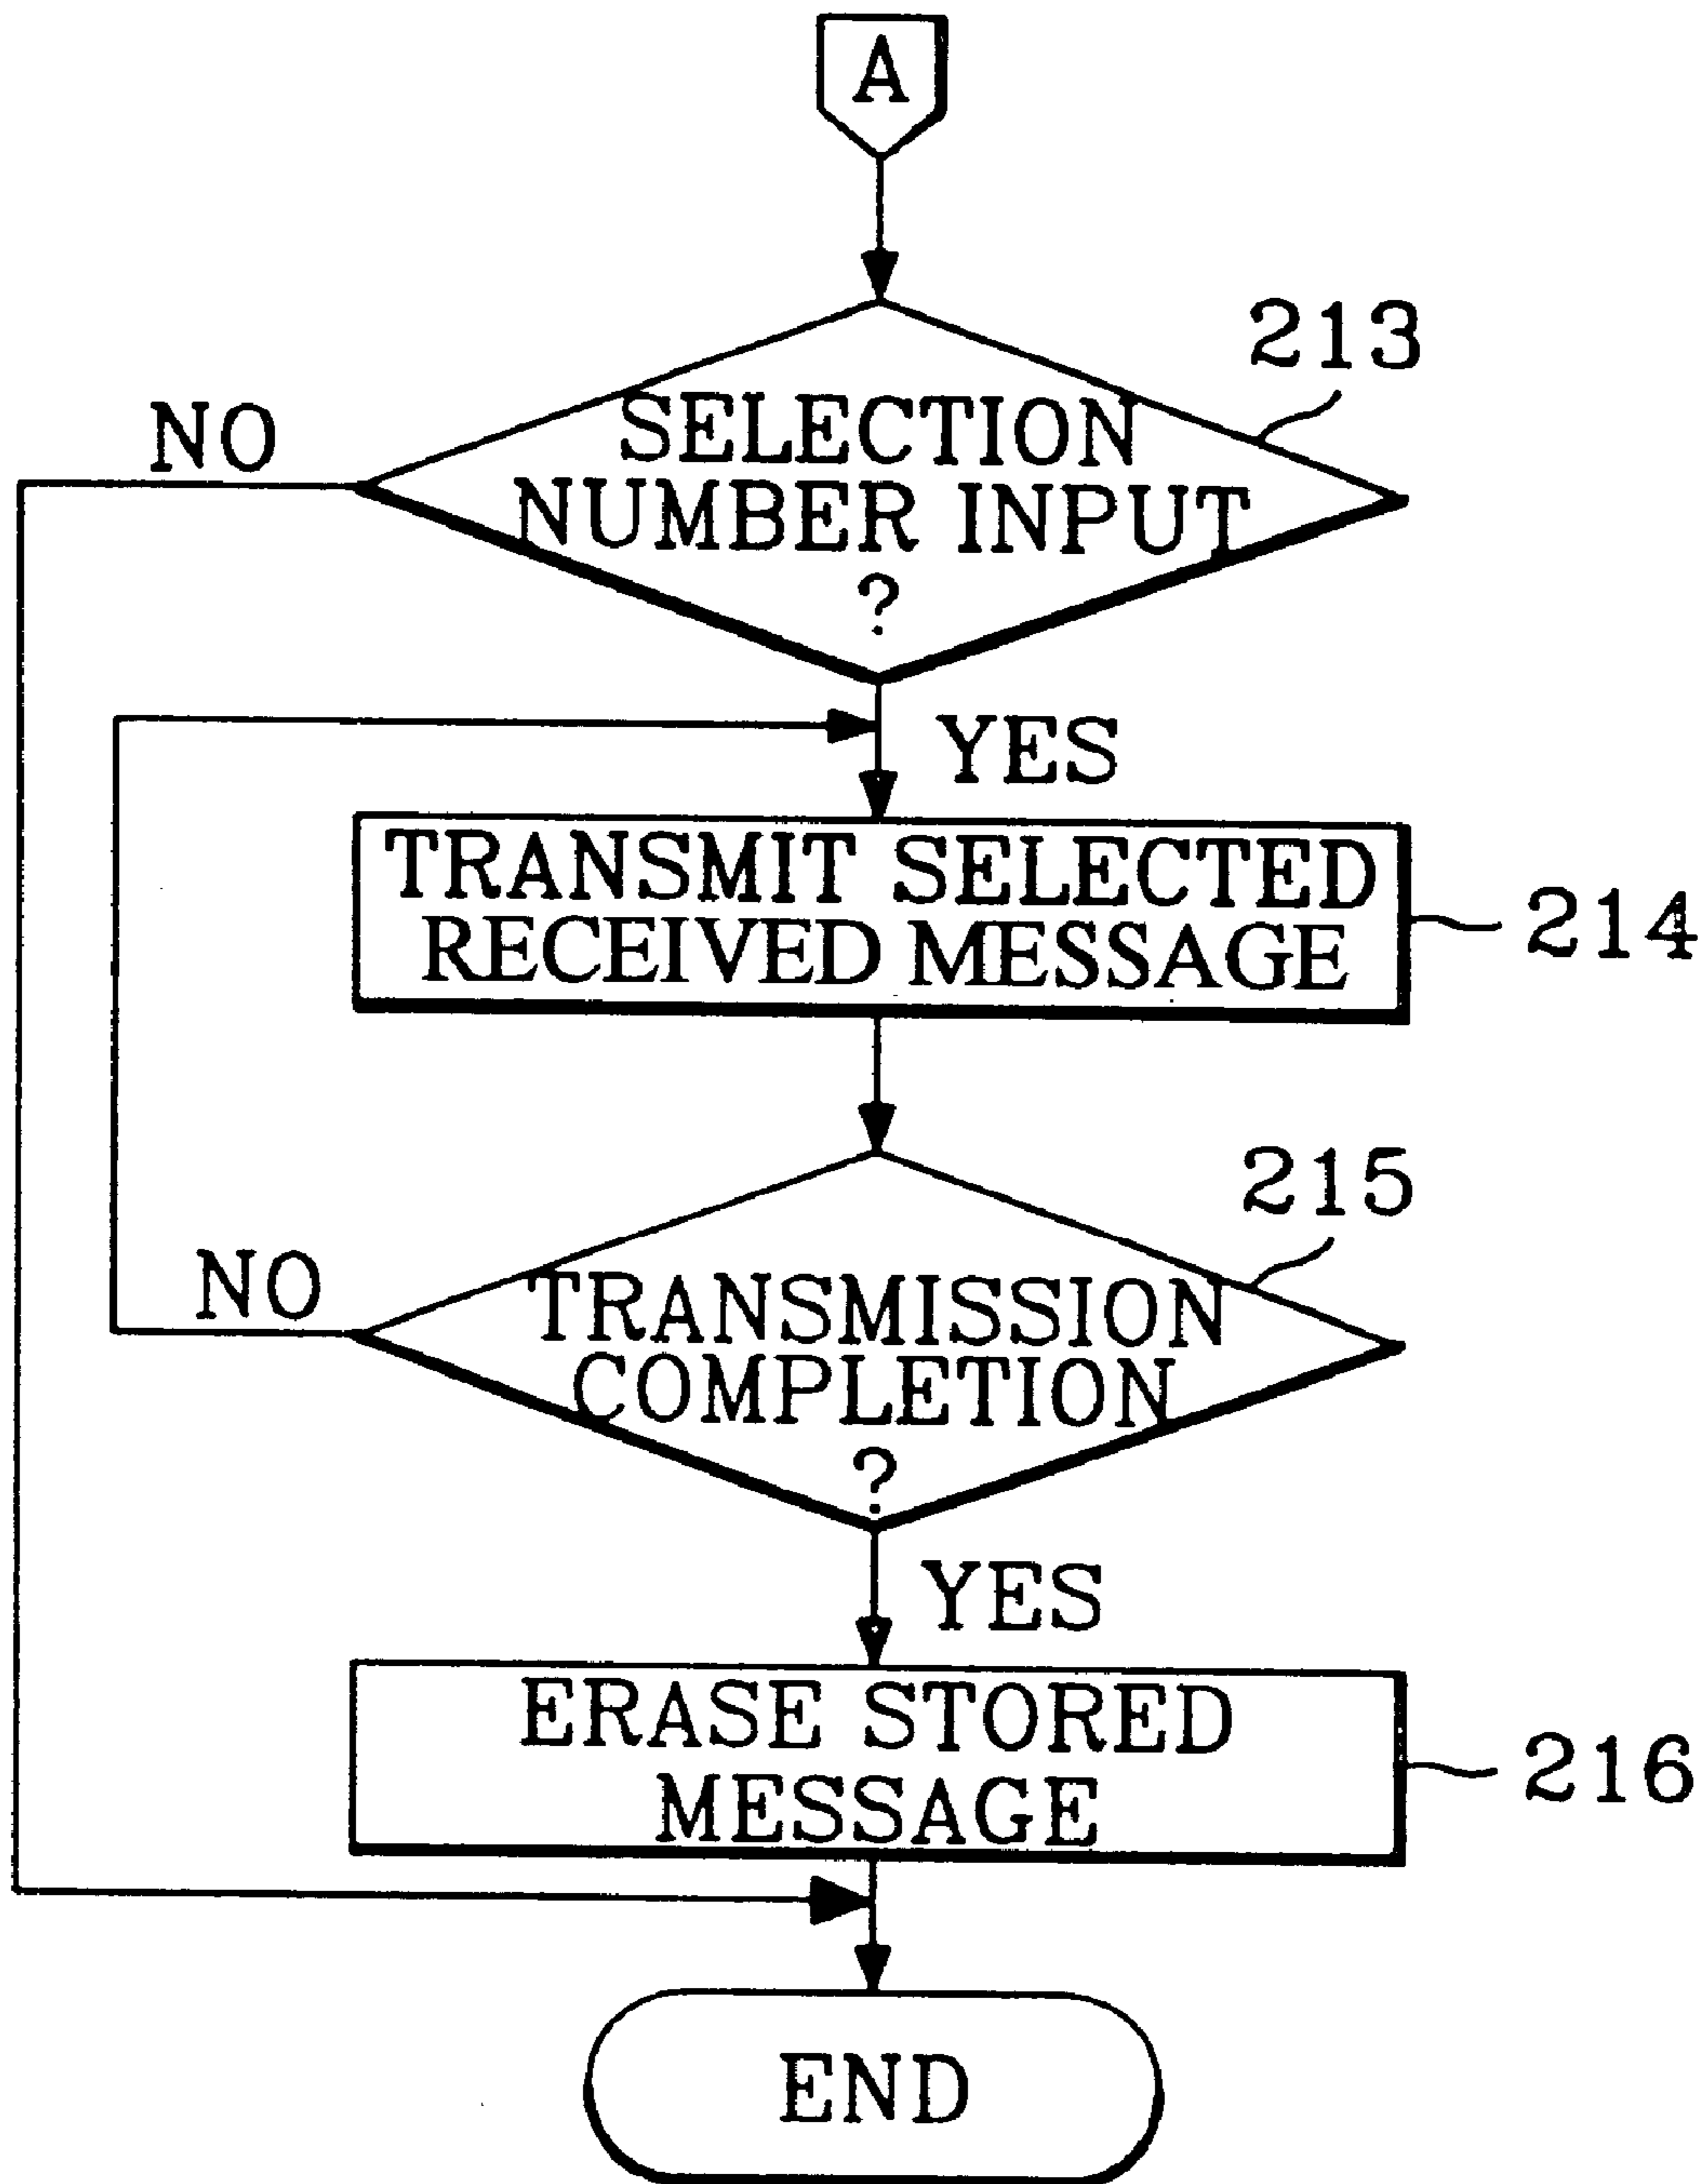 A
213
NO
SELECTION
NUMBER INPUT
?
YES
TRANSMIT SELECTED
RECEIVED MESSAGE
214
215
NO
TRANSMISSION
COMPLETION
?
YES
ERASE STORED
MESSAGE
216
END